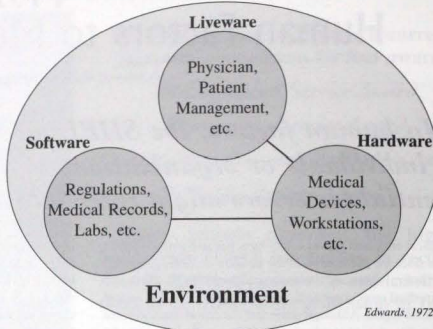 Liveware
Physician,
Patient
Management,
etc.
Software
Regulations,
Medical Records,
Labs, etc.
Hardware
Medical
Devices,
Workstations,
etc.
Environment
Edwards, 1972